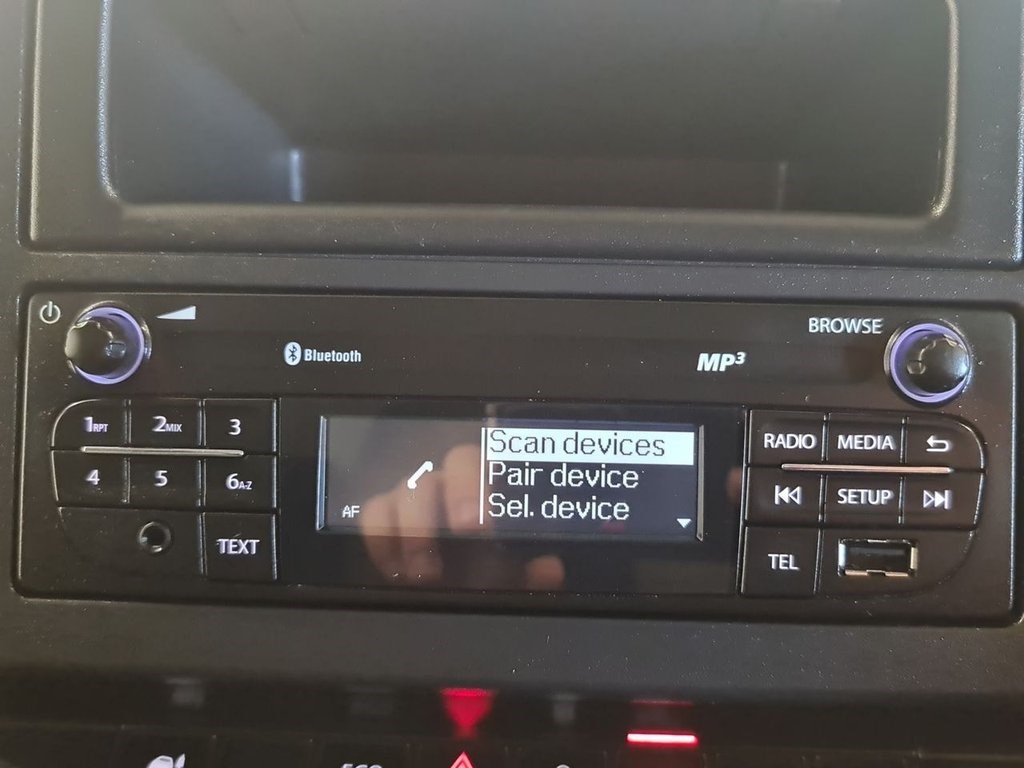 BROWSE
Bluetooth
MP3
1RPT 2MIX 3
4 5 6A-Z
TEXT
AF
Scan devices
Pair device
Sel. device
RADIO MEDIA
SETUP
TEL